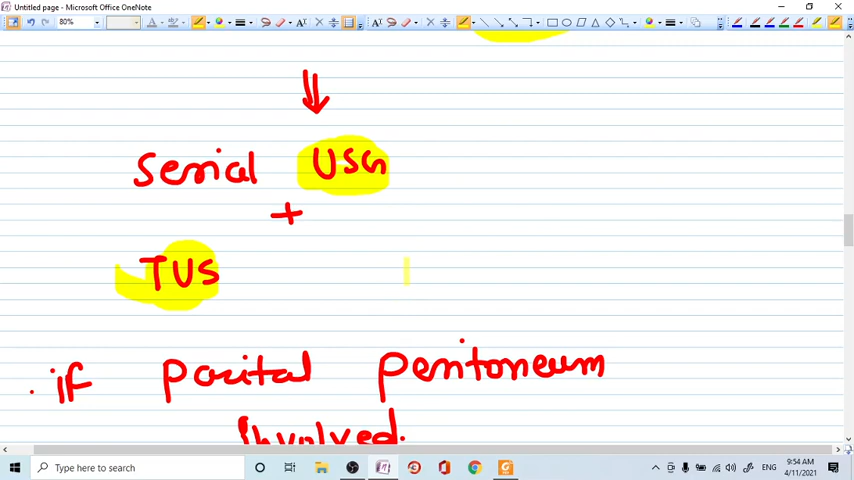 Untitled page - Microsoft Office OneNote
80%
Serial USG
+
TUS
. if parital peritoneum
involved.
Type here to search
ENG
9:54 AM
4/11/2021